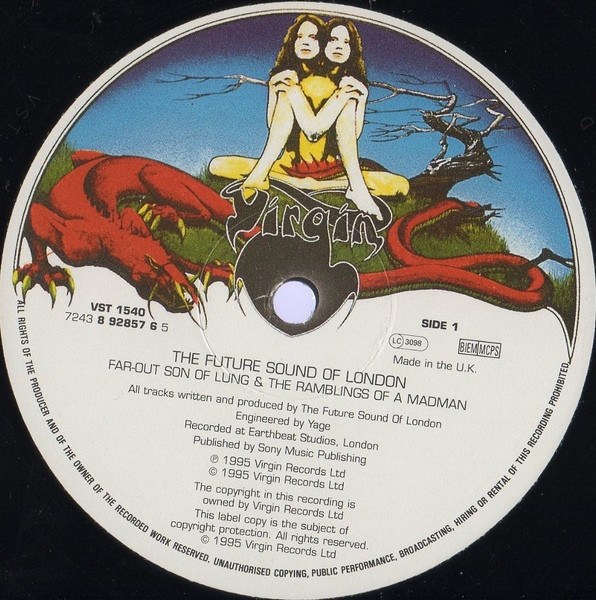 Virgin
VST 1540
7243 8 92857 6 5
SIDE 1
LC 3098
BIEM/MCPS
Made in the U.K.
THE FUTURE SOUND OF LONDON
FAR-OUT SON OF LUNG & THE RAMBLINGS OF A MADMAN
All tracks written and produced by The Future Sound Of London
Engineered by Yage
Recorded at Earthbeat Studios, London
Published by Sony Music Publishing
℗ 1995 Virgin Records Ltd
© 1995 Virgin Records Ltd
The copyright in this recording is
owned by Virgin Records Ltd
This label copy is the subject of
copyright protection. All rights reserved.
© 1995 Virgin Records Ltd
ALL RIGHTS OF THE PRODUCER AND OF THE OWNER OF THE RECORDED WORK RESERVED, UNAUTHORISED COPYING, PUBLIC PERFORMANCE, BROADCASTING, HIRING OR RENTAL OF THIS RECORDING PROHIBITED.